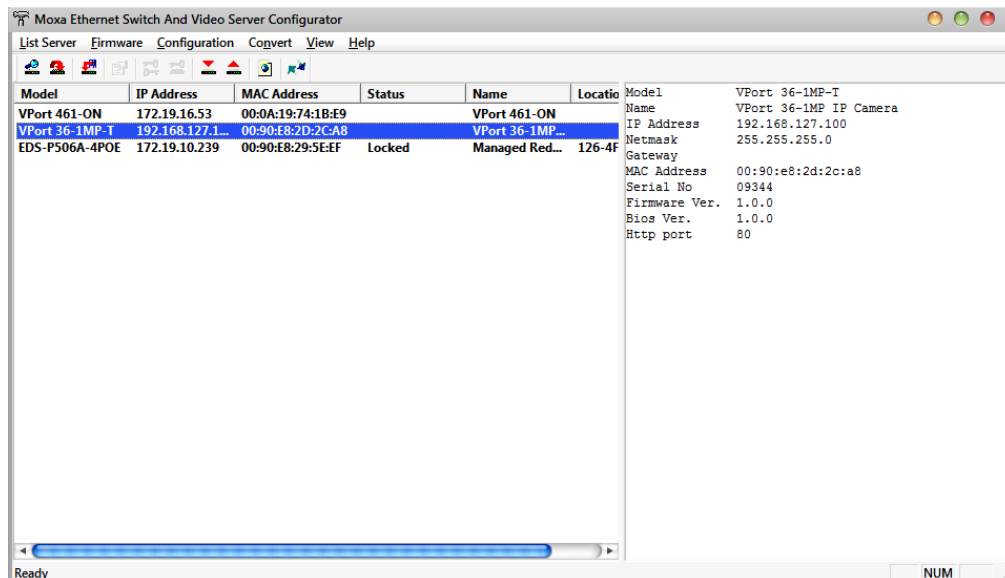 Moxa Ethernet Switch And Video Server Configurator
List Server Firmware Configuration Convert View Help
Model IP Address MAC Address Status Name Locatio
VPort 461-ON 172.19.16.53 00:0A:19:74:1B:E9 VPort 461-ON
VPort 36-1MP-T 192.168.127.1... 00:90:E8:2D:2C:A8 VPort 36-1MP...
EDS-P506A-4POE 172.19.10.239 00:90:E8:29:5E:EF Locked Managed Red... 126-4F
Model VPort 36-1MP-T
Name VPort 36-1MP IP Camera
IP Address 192.168.127.100
Netmask 255.255.255.0
Gateway
MAC Address 00:90:e8:2d:2c:a8
Serial No 09344
Firmware Ver. 1.0.0
Bios Ver. 1.0.0
Http port 80
Ready NUM